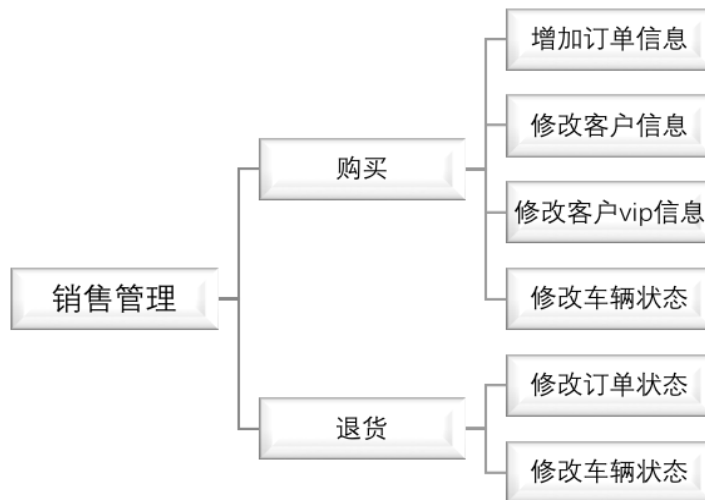 销售管理
购买
增加订单信息
修改客户信息
修改客户vip信息
修改车辆状态
退货
修改订单状态
修改车辆状态